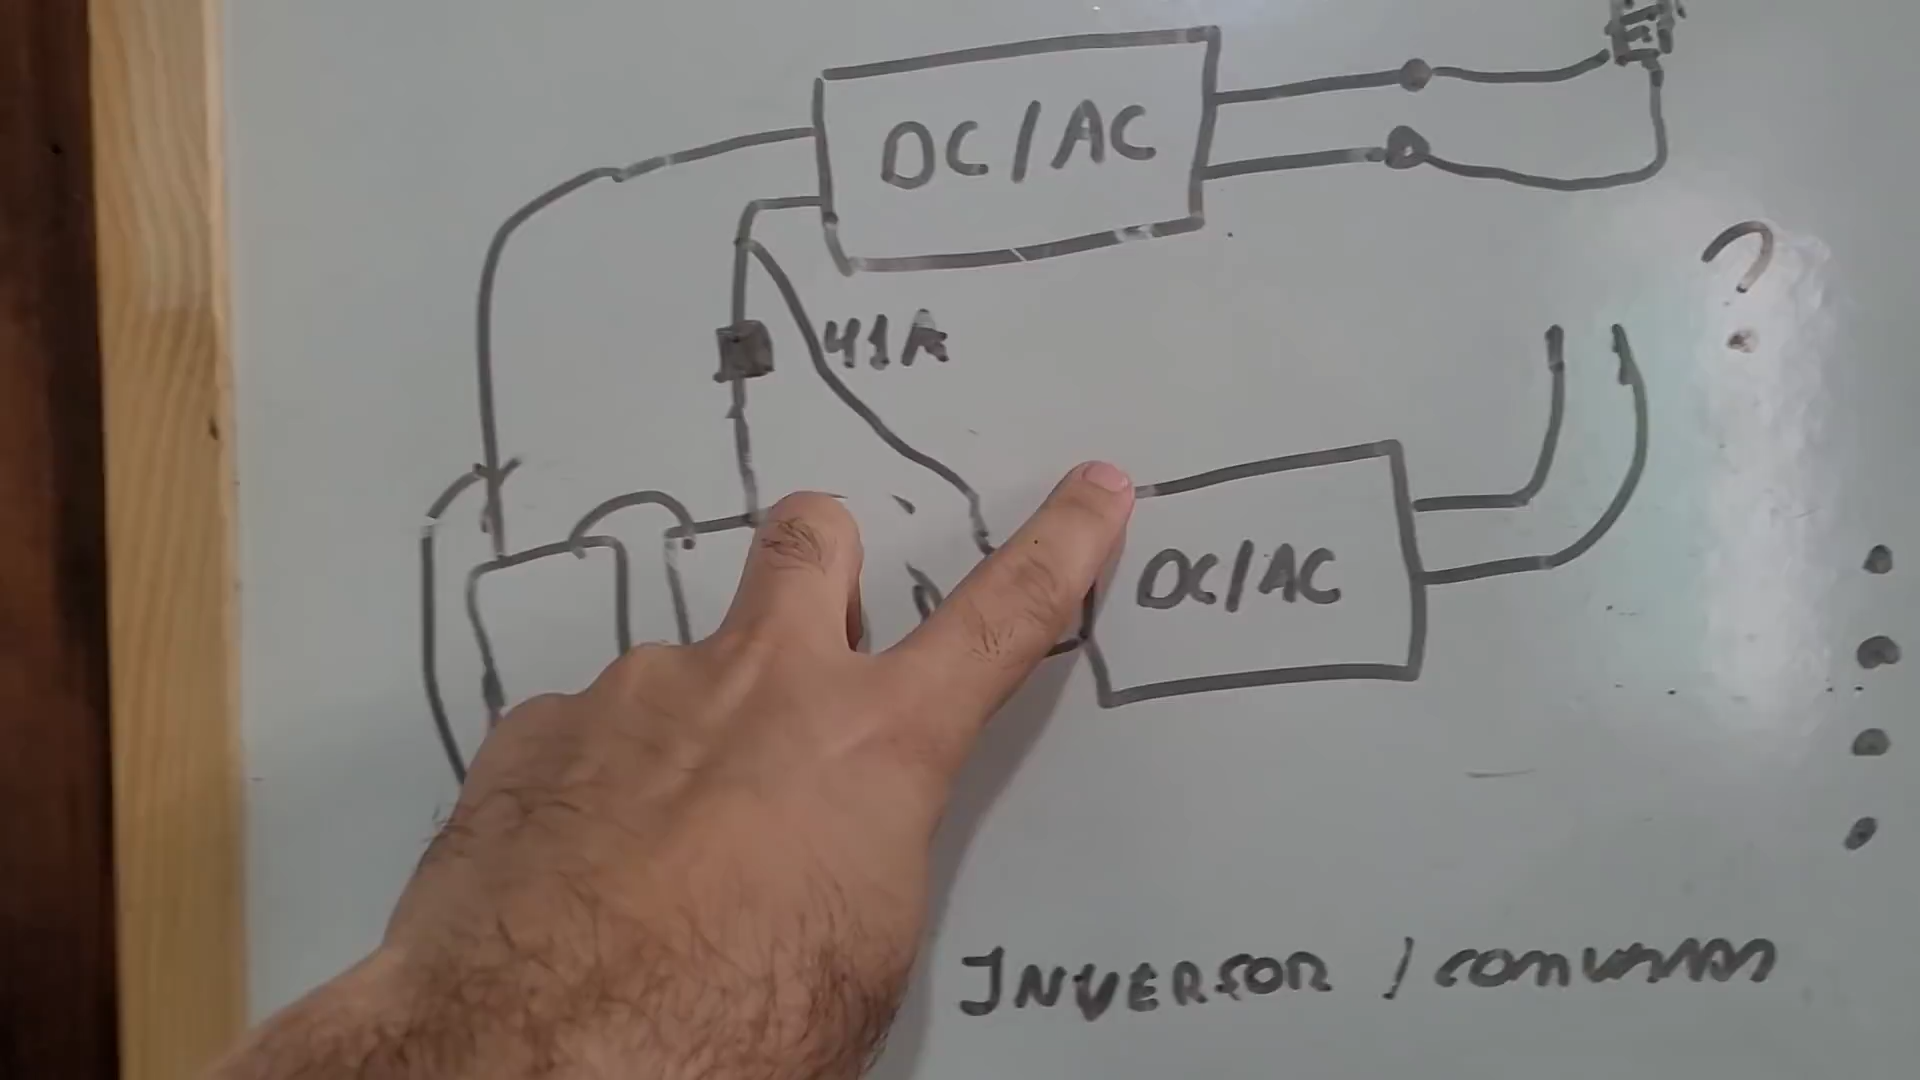 DC/AC
?
41A
DC/AC
INVERSOR /